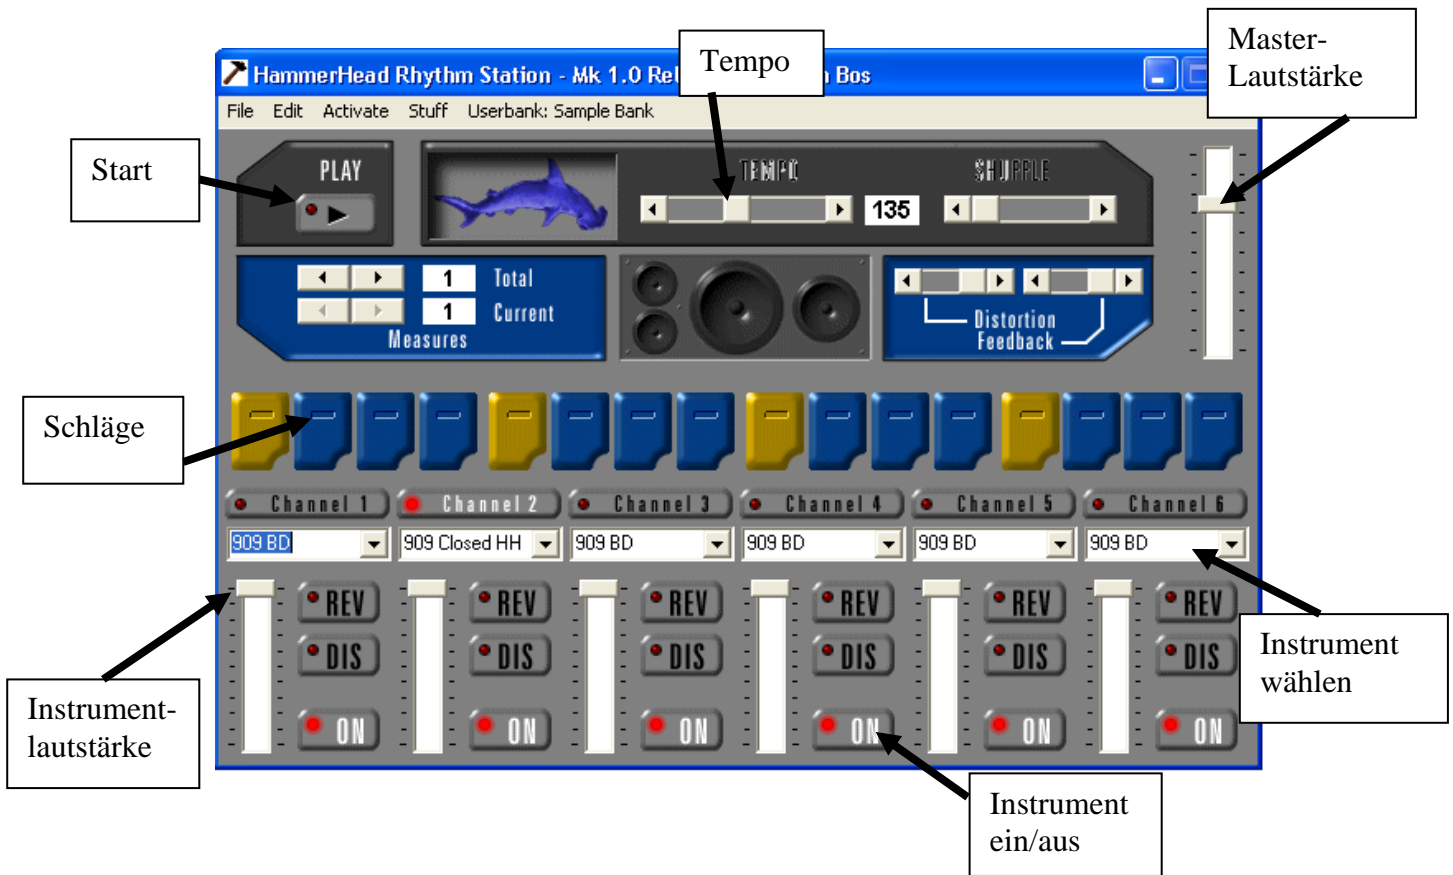 Master-
Lautstärke
Tempo
HammerHead Rhythm Station - Mk 1.0 Bos
File Edit Activate Stuff Userbank: Sample Bank
Start
PLAY
TEMPO
SHUFFLE
135
1 Total
1 Current
Measures
Distortion
Feedback
Schläge
Channel 1 Channel 2 Channel 3 Channel 4 Channel 5 Channel 6
909 BD 909 Closed HH 909 BD 909 BD 909 BD 909 BD
REV REV REV REV REV REV
DIS DIS DIS DIS DIS DIS
ON ON ON ON ON ON
Instrument-
lautstärke
Instrument
wählen
Instrument
ein/aus